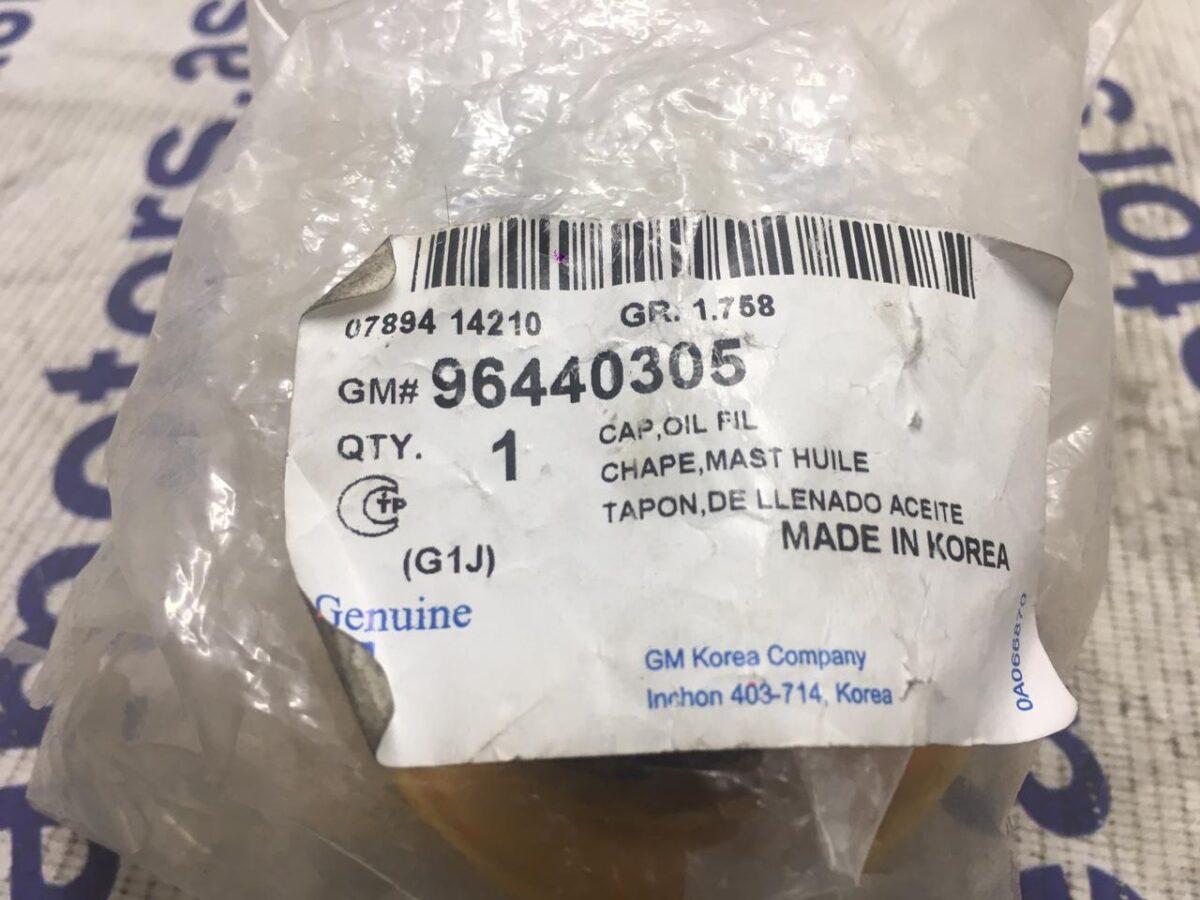 07894 14210 GR. 1.758
GM# 96440305
QTY. 1
CAP,OIL FIL
CHAPE,MAST HUILE
TAPON,DE LLENADO ACEITE
MADE IN KOREA
(G1J)
Genuine
GM Korea Company
Inchon 403-714, Korea
0A066870